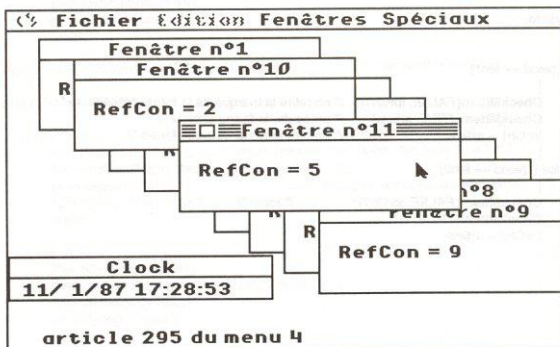 Fichier Edition Fenêtres Spéciaux
Fenêtre n°1
Fenêtre n°10
R
RefCon = 2
Fenêtre n°11
RefCon = 5
n°8
Fenêtre n°9
R
R
RefCon = 9
Clock
11/ 1/87 17:28:53
article 295 du menu 4